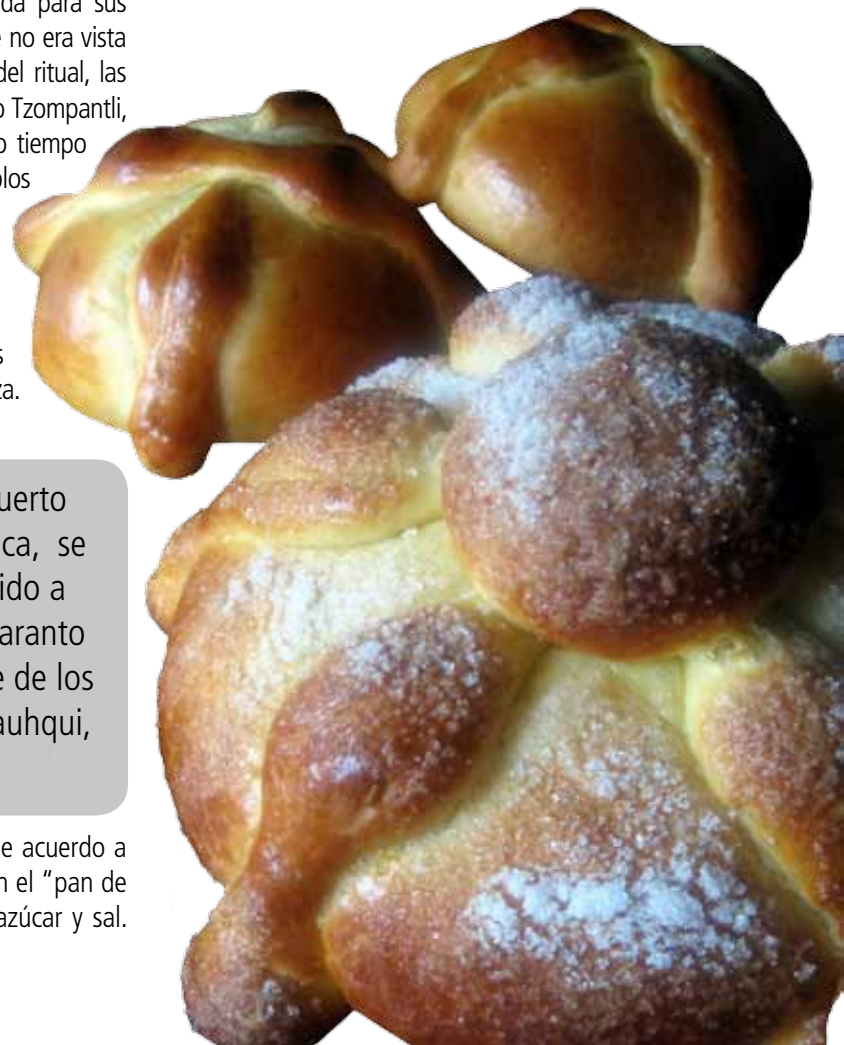 da para sus
no era vista
del ritual, las
Tzompantli,
tiempo
los
s
za.
uerto
ca, se
ido a
aranto
e de los
auhqui,
e acuerdo a
n el “pan de
azúcar y sal.